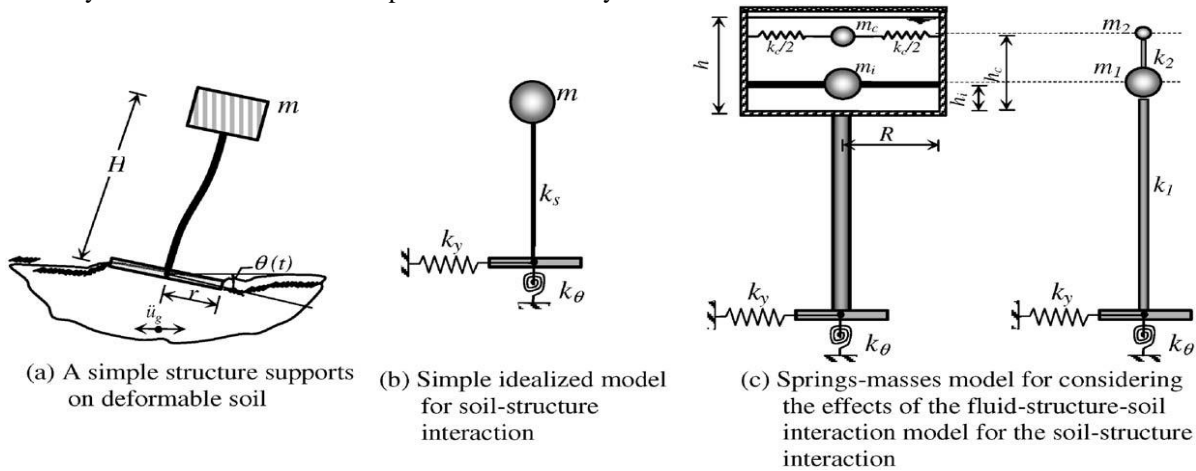 m
H
θ(t)
r
ü_g
(a) A simple structure supports
on deformable soil
m
k_s
k_y
k_θ
(b) Simple idealized model
for soil-structure
interaction
m_c
k_c/2
k_c/2
h
m_i
h_c
h_i
R
k_y
k_θ
m_2
k_2
m_1
k_1
k_y
k_θ
(c) Springs-masses model for considering
the effects of the fluid-structure-soil
interaction model for the soil-structure
interaction